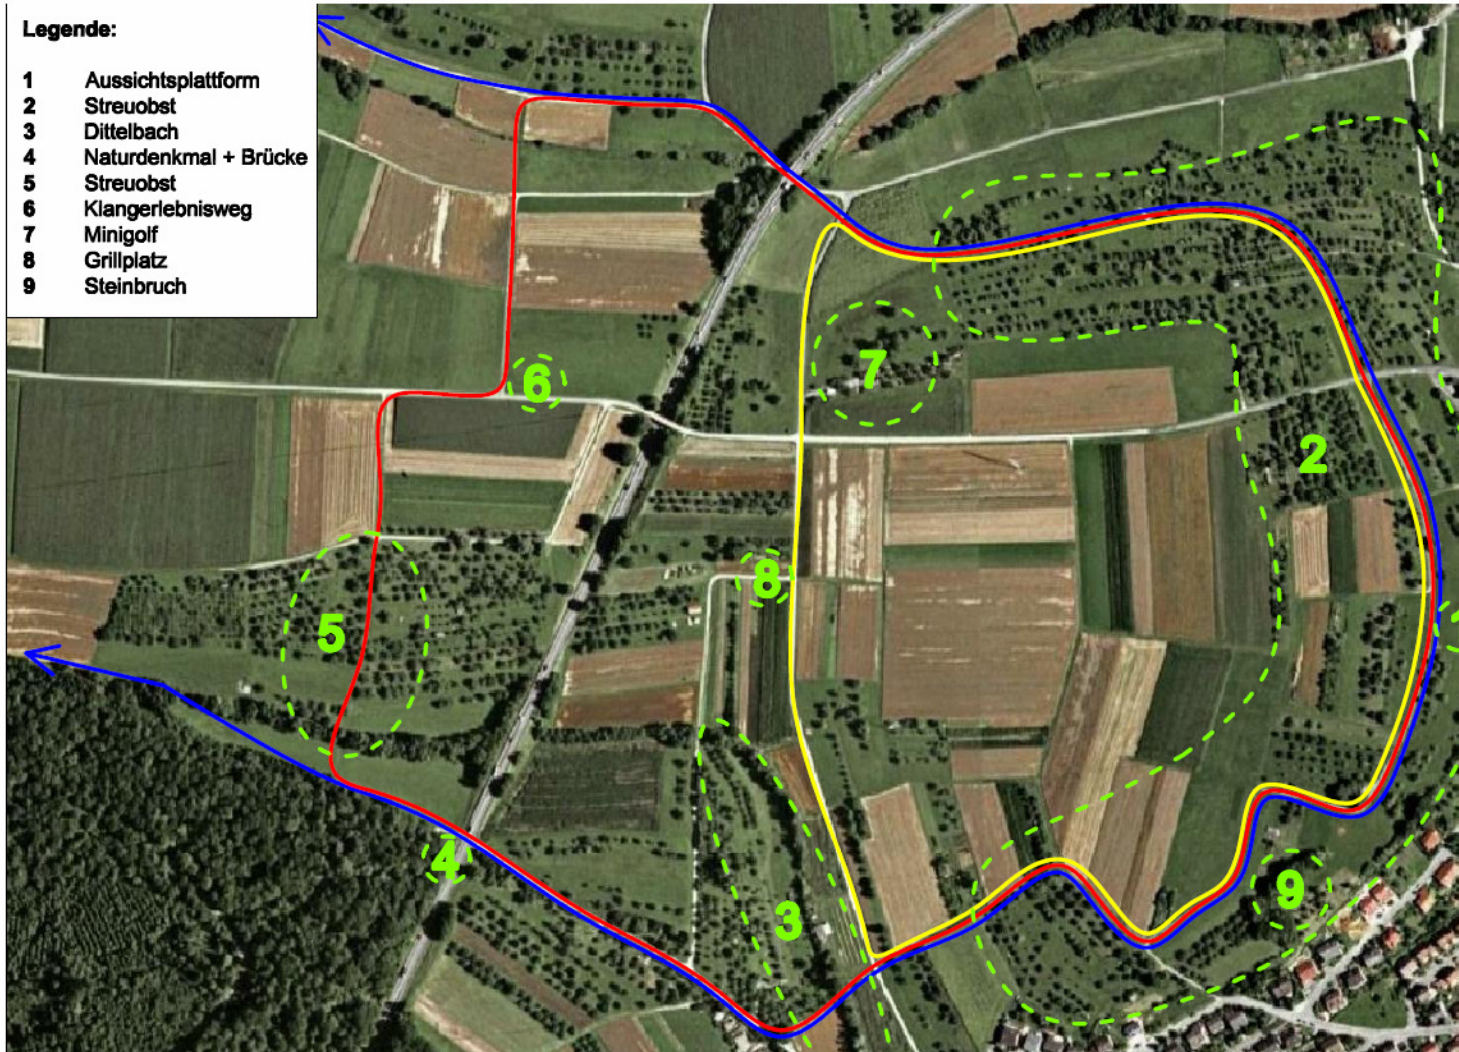 Legende:
1 Aussichtsplattform
2 Streuobst
3 Dittelbach
4 Naturdenkmal + Brücke
5 Streuobst
6 Klangerlebnisweg
7 Minigolf
8 Grillplatz
9 Steinbruch
6
7
2
8
5
4
3
9